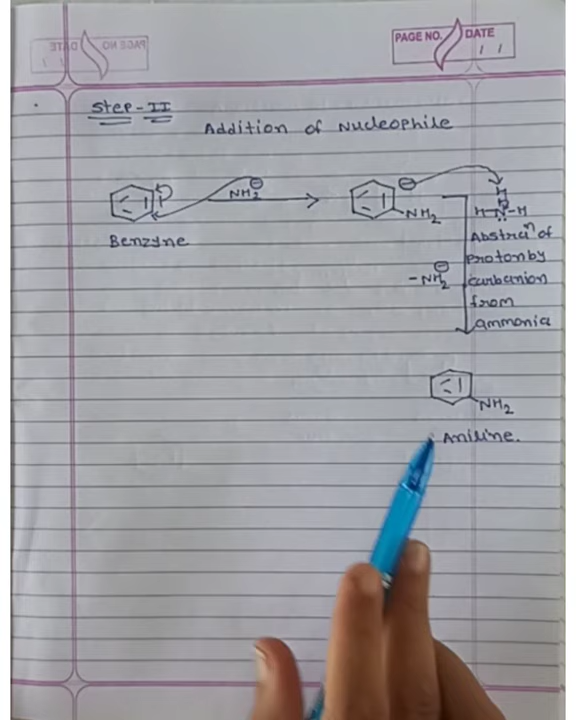 PAGE NO. DATE
/ /
Step-II
Addition of Nucleophile
NH2⊖
⊖
NH2
H
H-N-H
Benzyne
Abstracⁿ of
Proton by
carbanion
from
ammonia
-NH2⊖
NH2
Aniline.